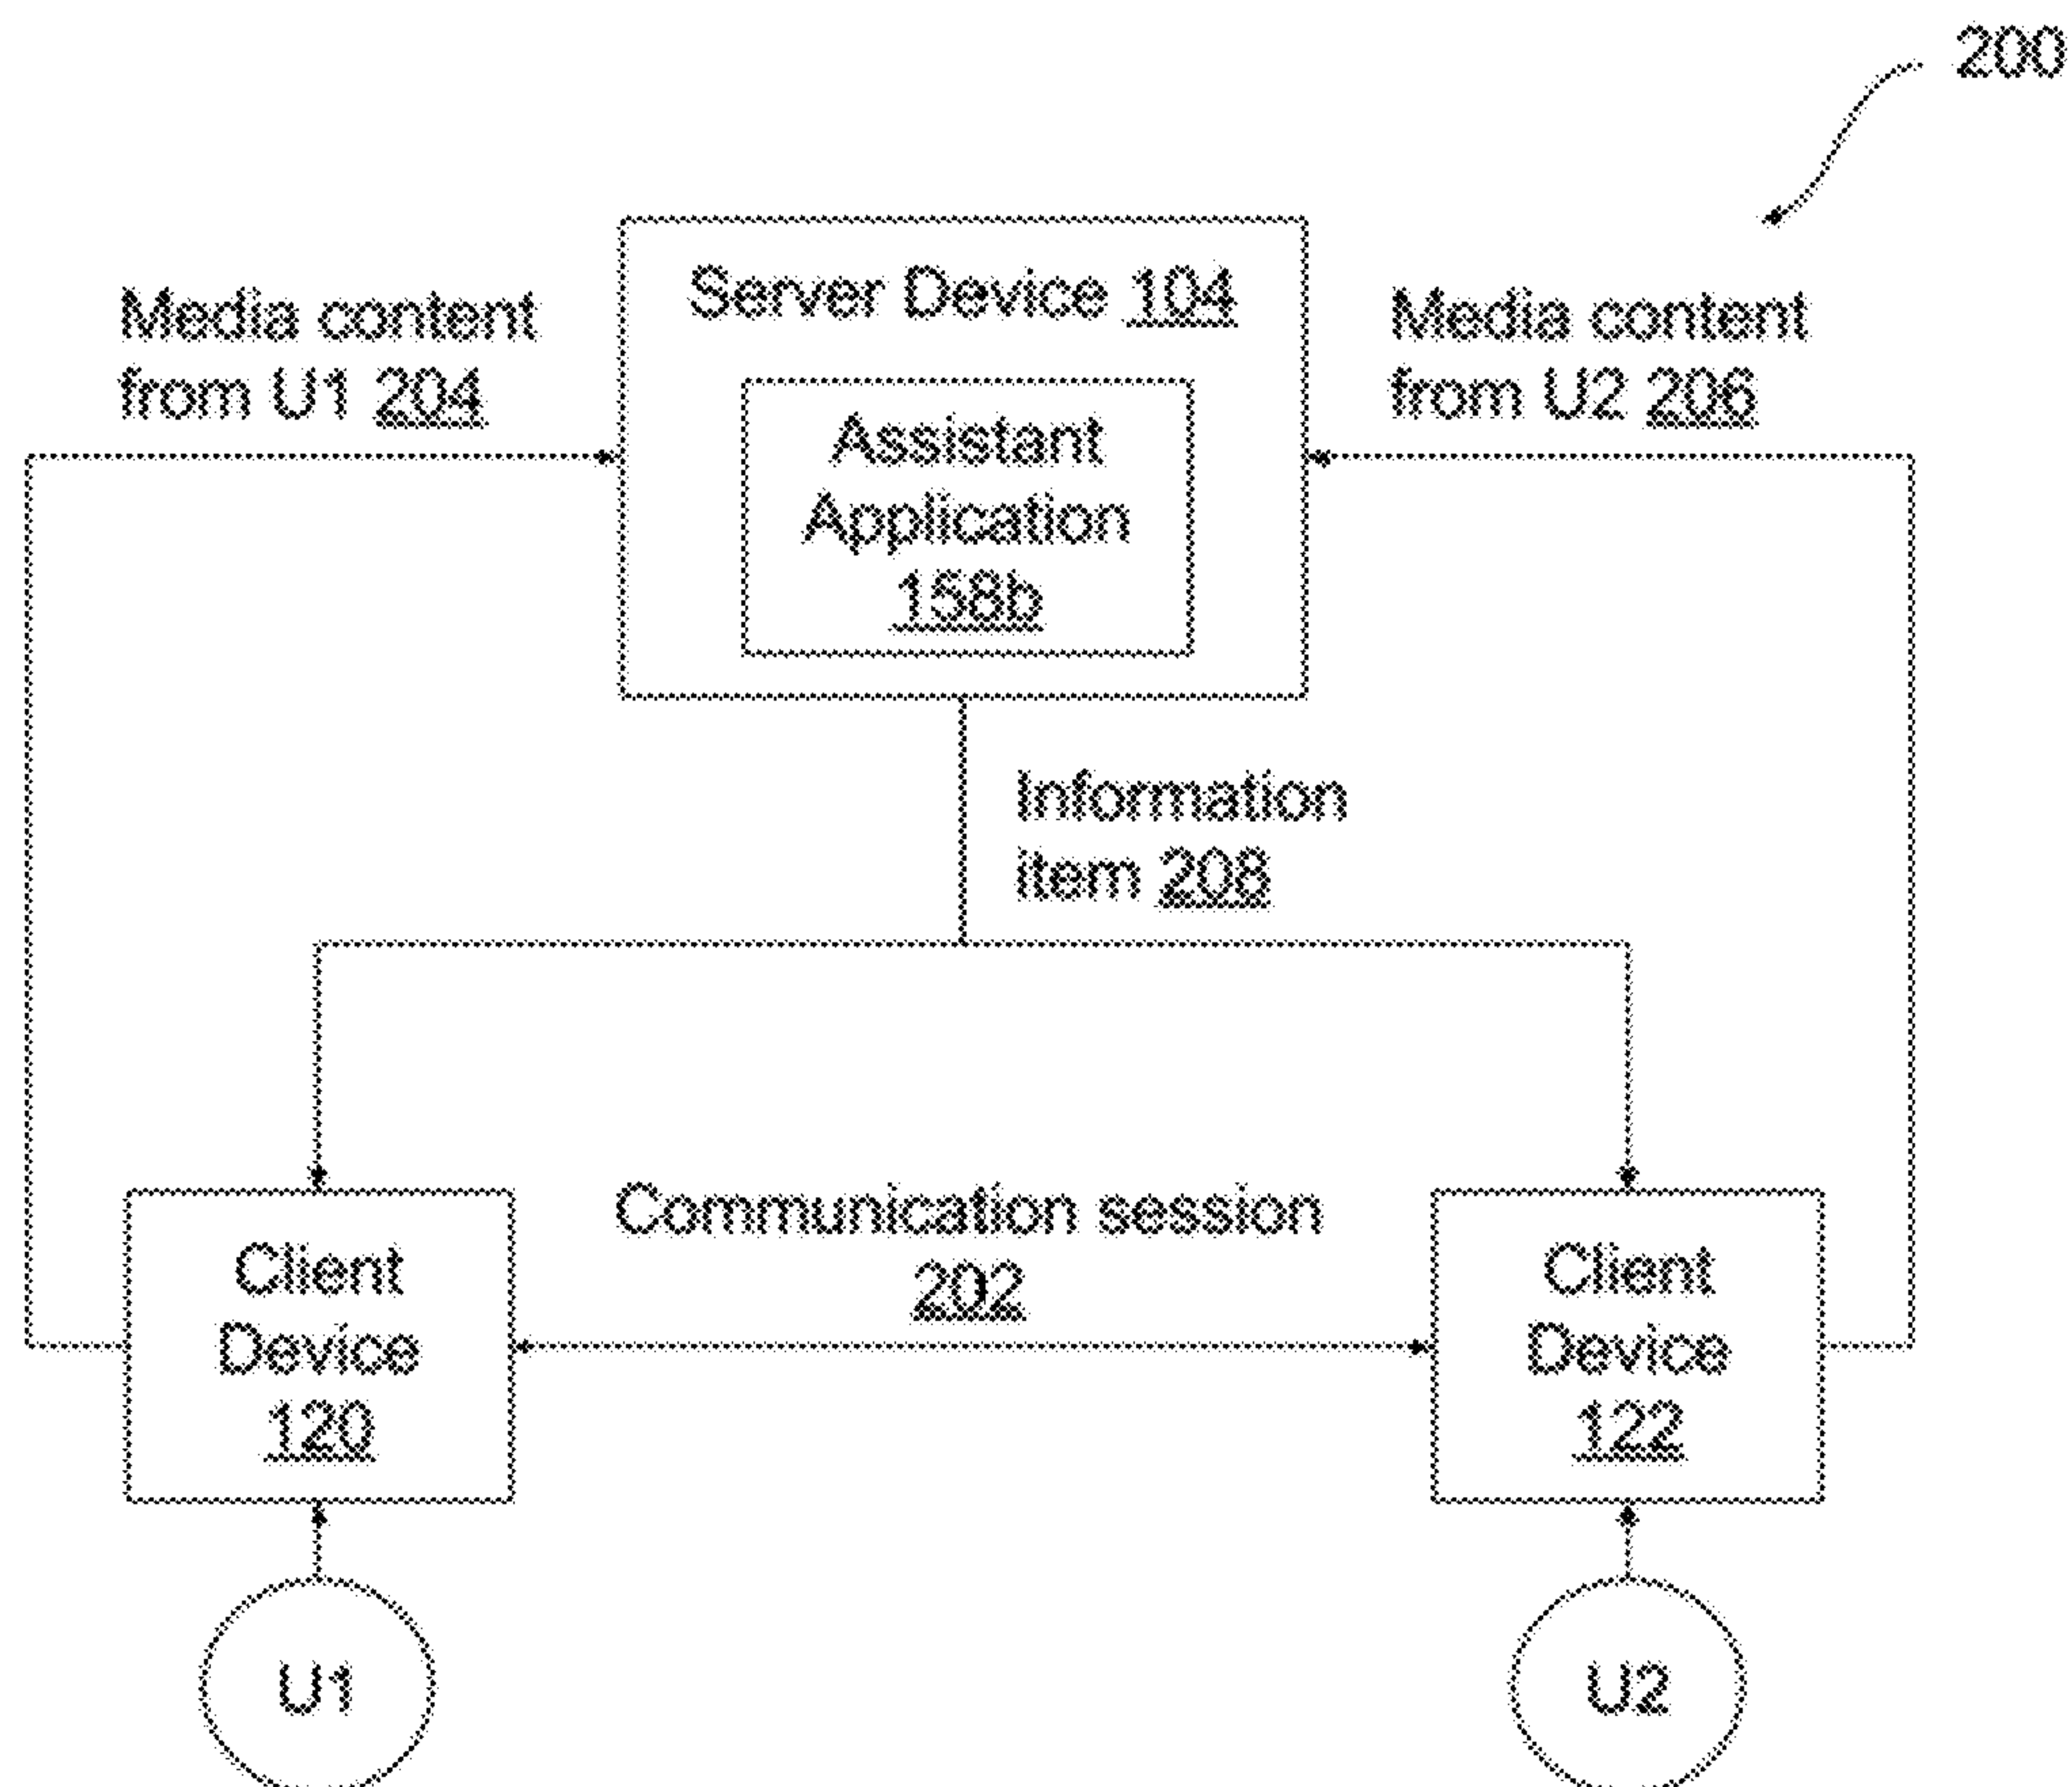 200
Server Device 104
Media content
from U1 204
Media content
from U2 206
Assistant
Application
158b
Information
item 208
Communication session
202
Client
Device
120
Client
Device
122
U1
U2